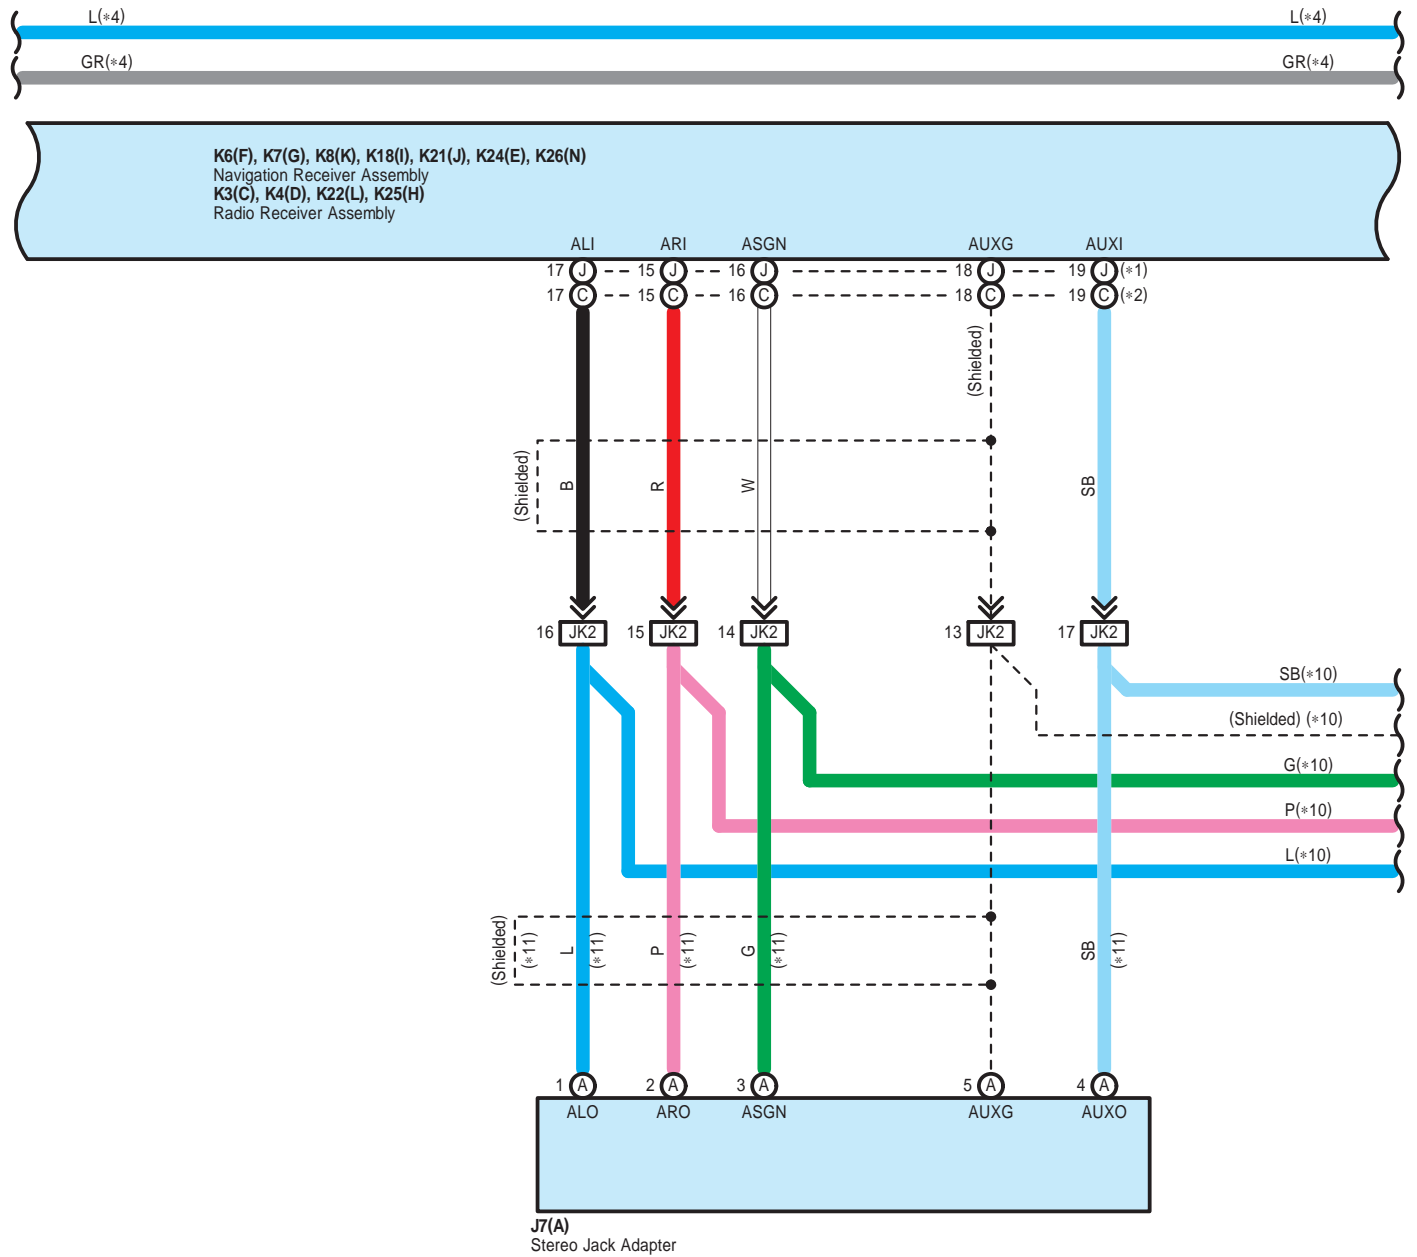 L(*4) L(*4)
GR(*4) GR(*4)
K6(F), K7(G), K8(K), K18(I), K21(J), K24(E), K26(N)
Navigation Receiver Assembly
K3(C), K4(D), K22(L), K25(H)
Radio Receiver Assembly
ALI ARI ASGN AUXG AUXI
17 J 15 J 16 J 18 J 19 J (*1)
17 C 15 C 16 C 18 C 19 C (*2)
(Shielded)
(Shielded) B R W SB
16 JK2 15 JK2 14 JK2 13 JK2 17 JK2
SB(*10)
(Shielded) (*10)
G(*10)
P(*10)
L(*10)
(Shielded) (*11) L (*11) P (*11) G (*11) SB (*11)
1 A 2 A 3 A 5 A 4 A
ALO ARO ASGN AUXG AUXO
J7(A)
Stereo Jack Adapter